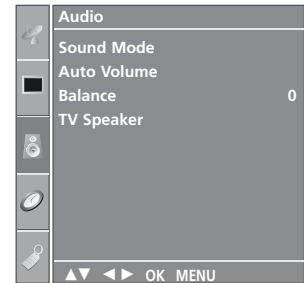 Audio
Sound Mode
Auto Volume
Balance 0
TV Speaker
▲▼ ◄► OK MENU